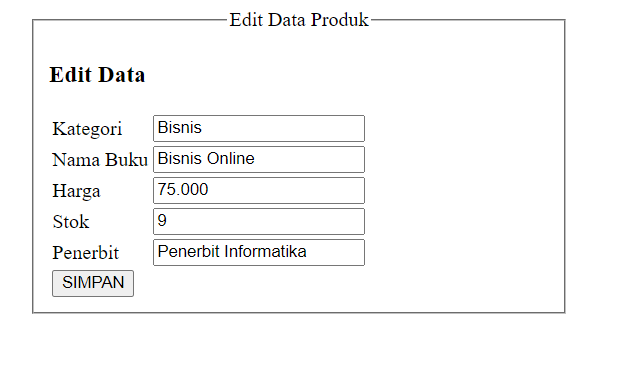 Edit Data Produk
Edit Data
Kategori Bisnis
Nama Buku Bisnis Online
Harga 75.000
Stok 9
Penerbit Penerbit Informatika
SIMPAN